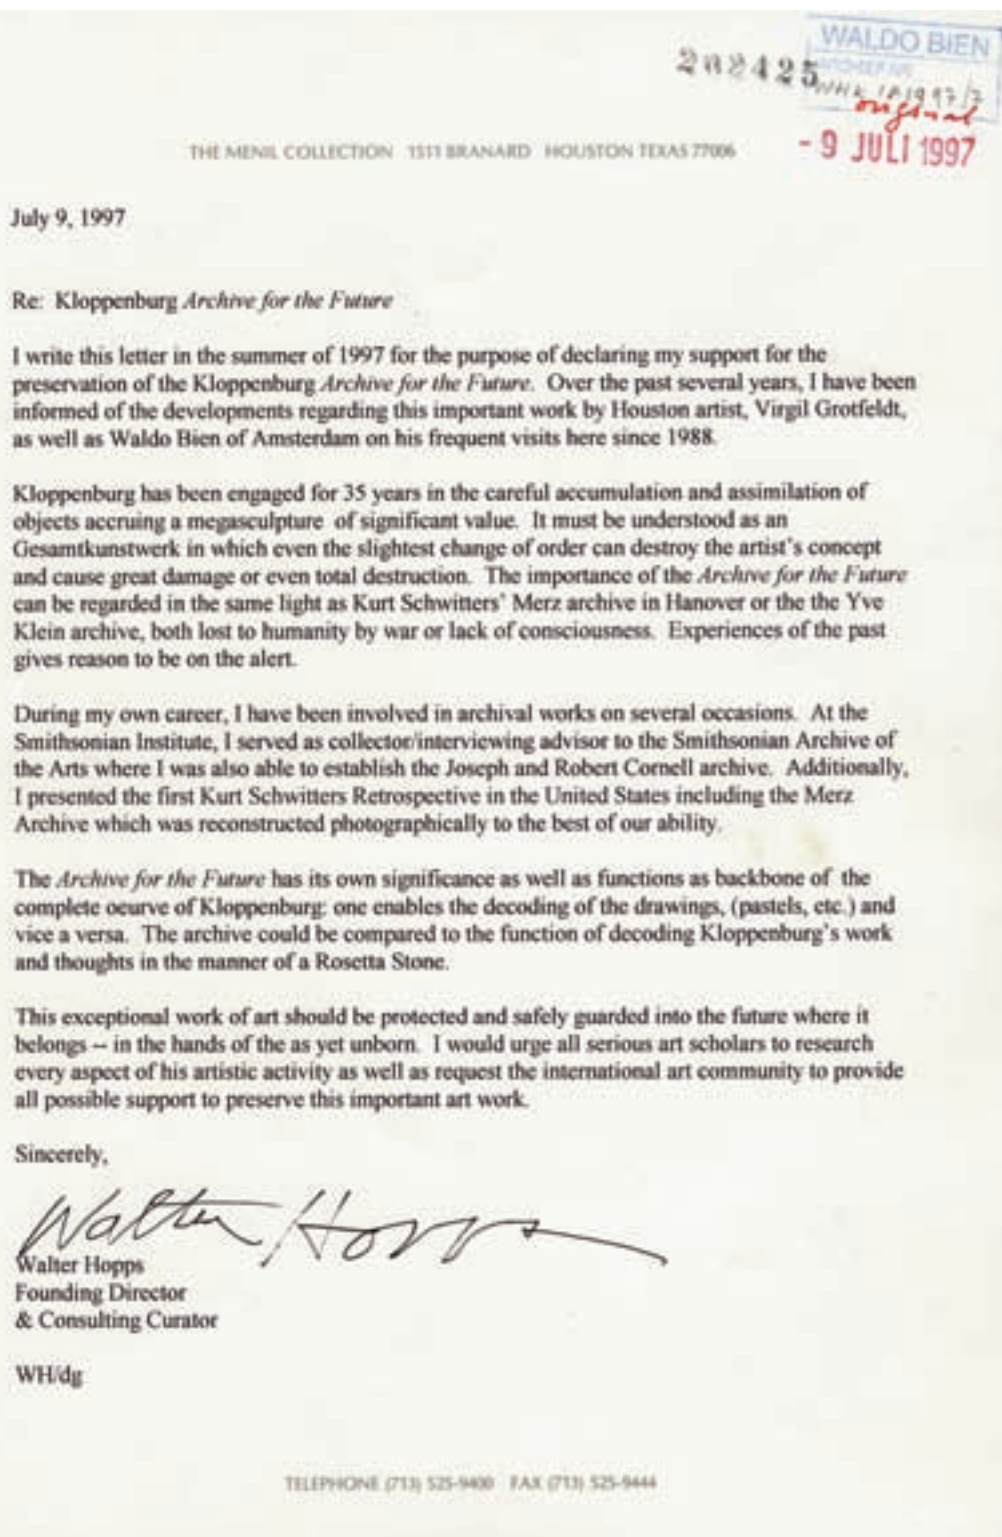 WALDO BIEN
202425
original
- 9 JULI 1997
THE MENIL COLLECTION 1511 BRANARD HOUSTON TEXAS 77006
July 9, 1997
Re: Kloppenburg Archive for the Future
I write this letter in the summer of 1997 for the purpose of declaring my support for the
preservation of the Kloppenburg Archive for the Future. Over the past several years, I have been
informed of the developments regarding this important work by Houston artist, Virgil Grotfeldt,
as well as Waldo Bien of Amsterdam on his frequent visits here since 1988.
Kloppenburg has been engaged for 35 years in the careful accumulation and assimilation of
objects accruing a megasculpture of significant value. It must be understood as an
Gesamtkunstwerk in which even the slightest change of order can destroy the artist's concept
and cause great damage or even total destruction. The importance of the Archive for the Future
can be regarded in the same light as Kurt Schwitters' Merz archive in Hanover or the the Yve
Klein archive, both lost to humanity by war or lack of consciousness. Experiences of the past
gives reason to be on the alert.
During my own career, I have been involved in archival works on several occasions. At the
Smithsonian Institute, I served as collector/interviewing advisor to the Smithsonian Archive of
the Arts where I was also able to establish the Joseph and Robert Cornell archive. Additionally,
I presented the first Kurt Schwitters Retrospective in the United States including the Merz
Archive which was reconstructed photographically to the best of our ability.
The Archive for the Future has its own significance as well as functions as backbone of the
complete oeurve of Kloppenburg: one enables the decoding of the drawings, (pastels, etc.) and
vice a versa. The archive could be compared to the function of decoding Kloppenburg's work
and thoughts in the manner of a Rosetta Stone.
This exceptional work of art should be protected and safely guarded into the future where it
belongs -- in the hands of the as yet unborn. I would urge all serious art scholars to research
every aspect of his artistic activity as well as request the international art community to provide
all possible support to preserve this important art work.
Sincerely,
Walter Hopps
Walter Hopps
Founding Director
& Consulting Curator
WH/dg
TELEPHONE (713) 525-9400 FAX (713) 525-9444